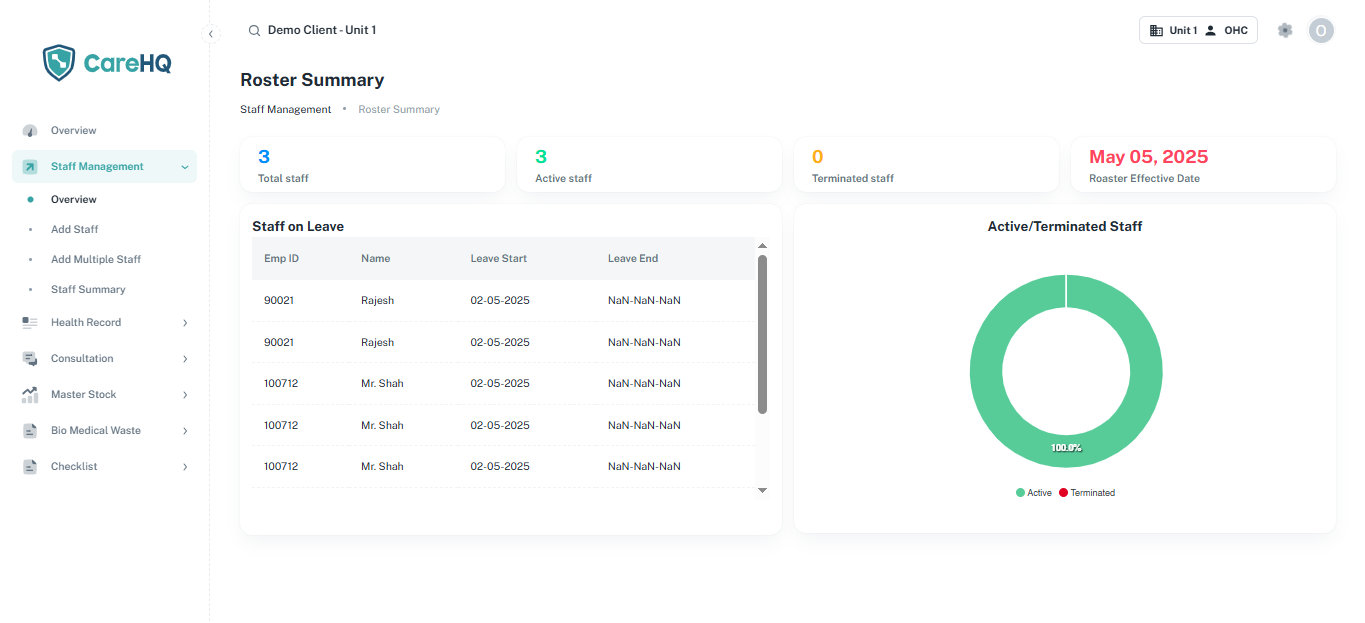 CareHQ
Demo Client - Unit 1
Unit 1 OHC
O
Roster Summary
Staff Management • Roster Summary
Overview
Staff Management
Overview
Add Staff
Add Multiple Staff
Staff Summary
Health Record
Consultation
Master Stock
Bio Medical Waste
Checklist
3
Total staff
3
Active staff
0
Terminated staff
May 05, 2025
Roaster Effective Date
Staff on Leave
Emp ID Name Leave Start Leave End
90021 Rajesh 02-05-2025 NaN-NaN-NaN
90021 Rajesh 02-05-2025 NaN-NaN-NaN
100712 Mr. Shah 02-05-2025 NaN-NaN-NaN
100712 Mr. Shah 02-05-2025 NaN-NaN-NaN
100712 Mr. Shah 02-05-2025 NaN-NaN-NaN
Active/Terminated Staff
100.0%
Active Terminated